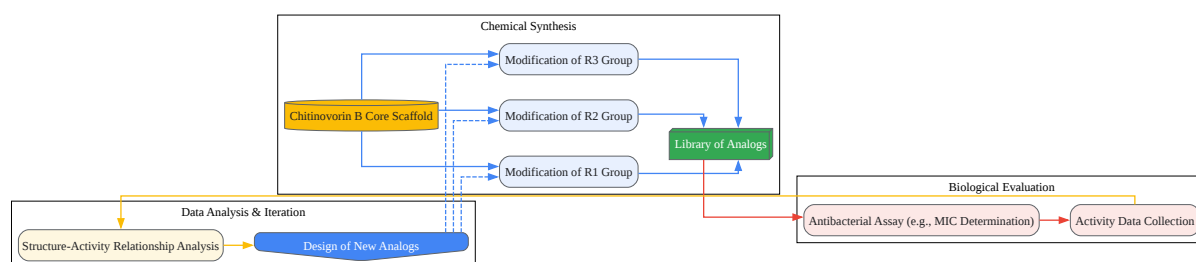 Chemical Synthesis
Modification of R3 Group
Chitinovorin B Core Scaffold
Modification of R2 Group
Library of Analogs
Modification of R1 Group
Biological Evaluation
Antibacterial Assay (e.g., MIC Determination)
Activity Data Collection
Data Analysis & Iteration
Structure-Activity Relationship Analysis
Design of New Analogs